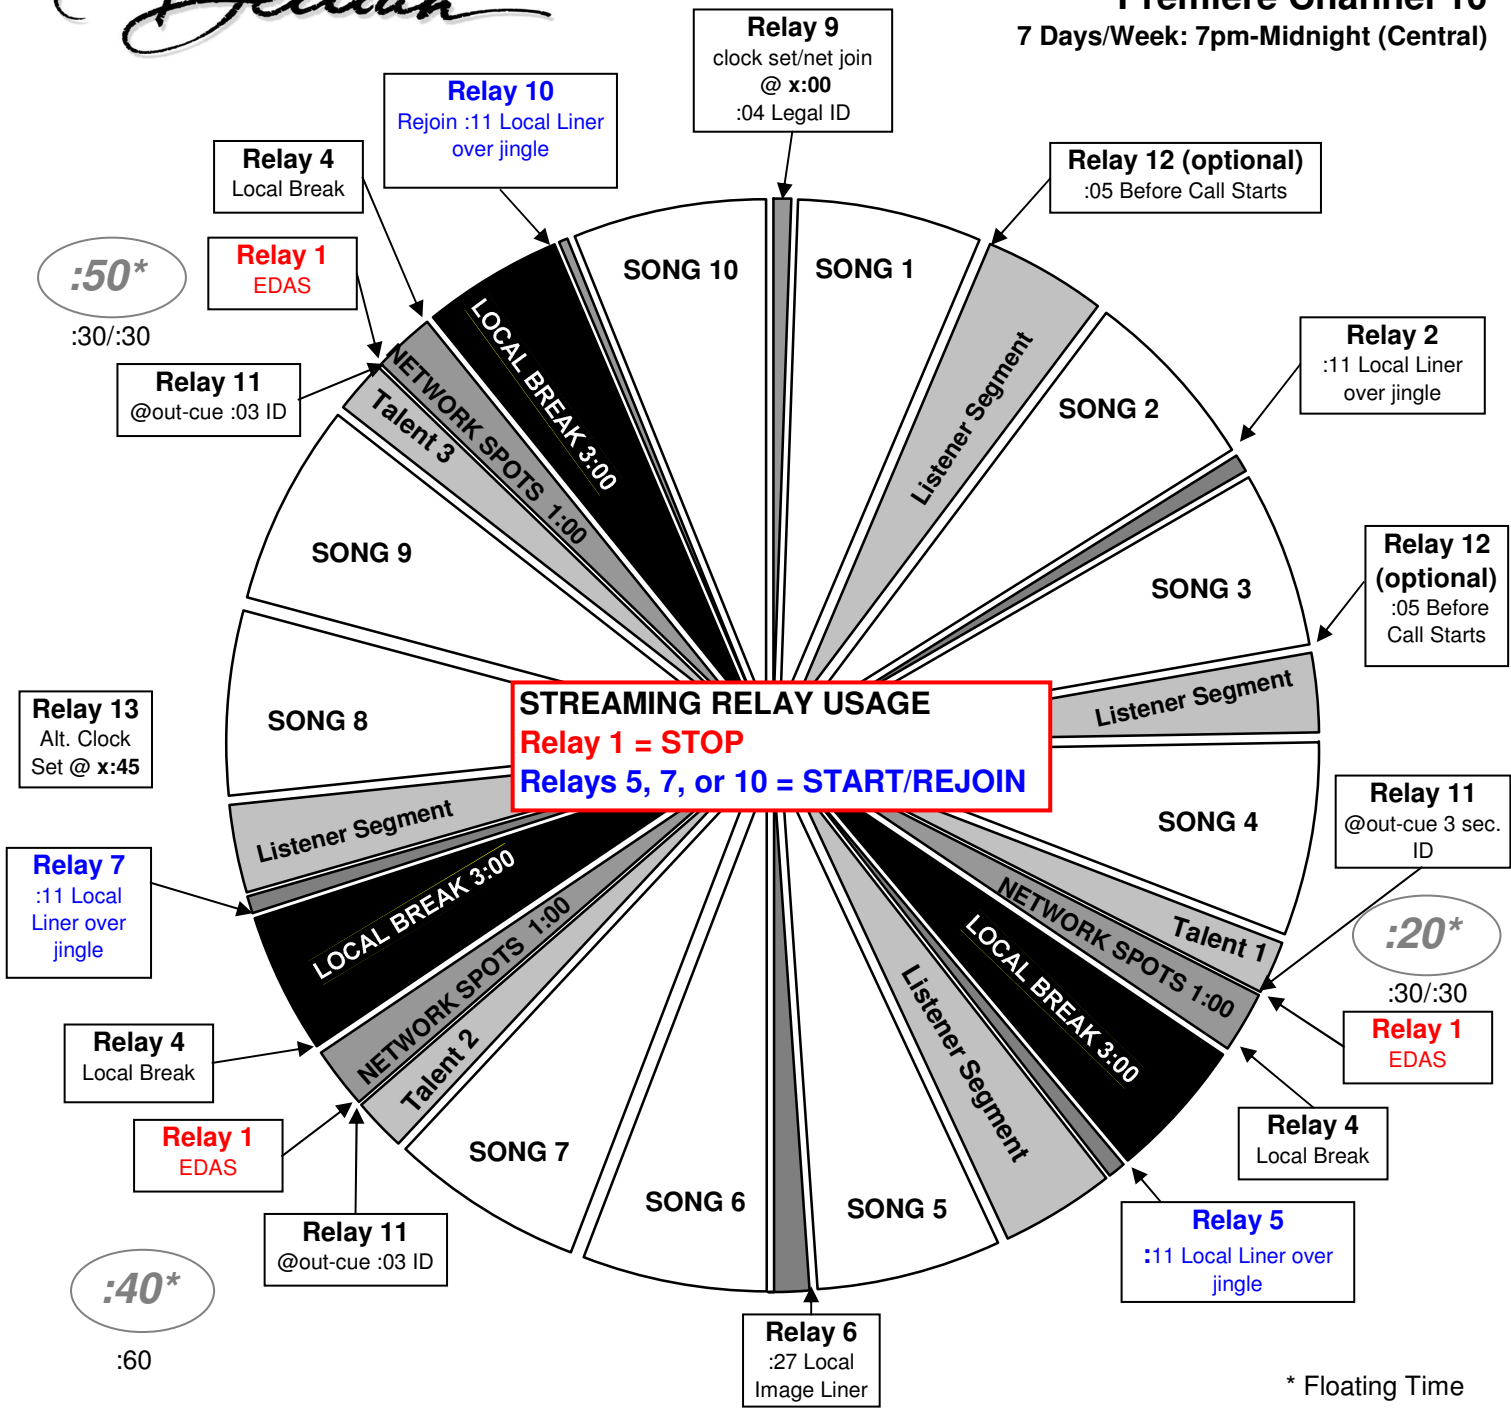 Premiere Channel 10
7 Days/Week: 7pm-Midnight (Central)
Relay 9
clock set/net join
@ x:00
:04 Legal ID
Relay 10
Rejoin :11 Local Liner
over jingle
Relay 4
Local Break
Relay 12 (optional)
:05 Before Call Starts
:50*
:30/:30
Relay 1
EDAS
Relay 11
@out-cue :03 ID
Relay 2
:11 Local Liner
over jingle
Relay 12
(optional)
:05 Before
Call Starts
SONG 10
SONG 1
Listener Segment
SONG 2
SONG 3
Listener Segment
SONG 4
Talent 1
NETWORK SPOTS 1:00
LOCAL BREAK 3:00
Listener Segment
SONG 5
SONG 6
SONG 7
Talent 2
NETWORK SPOTS 1:00
LOCAL BREAK 3:00
Listener Segment
SONG 8
SONG 9
Talent 3
NETWORK SPOTS 1:00
LOCAL BREAK 3:00
STREAMING RELAY USAGE
Relay 1 = STOP
Relays 5, 7, or 10 = START/REJOIN
Relay 13
Alt. Clock
Set @ x:45
Relay 11
@out-cue 3 sec.
ID
:20*
:30/:30
Relay 1
EDAS
Relay 4
Local Break
Relay 5
:11 Local Liner over
jingle
Relay 7
:11 Local
Liner over
jingle
Relay 4
Local Break
Relay 1
EDAS
Relay 11
@out-cue :03 ID
:40*
:60
Relay 6
:27 Local
Image Liner
* Floating Time